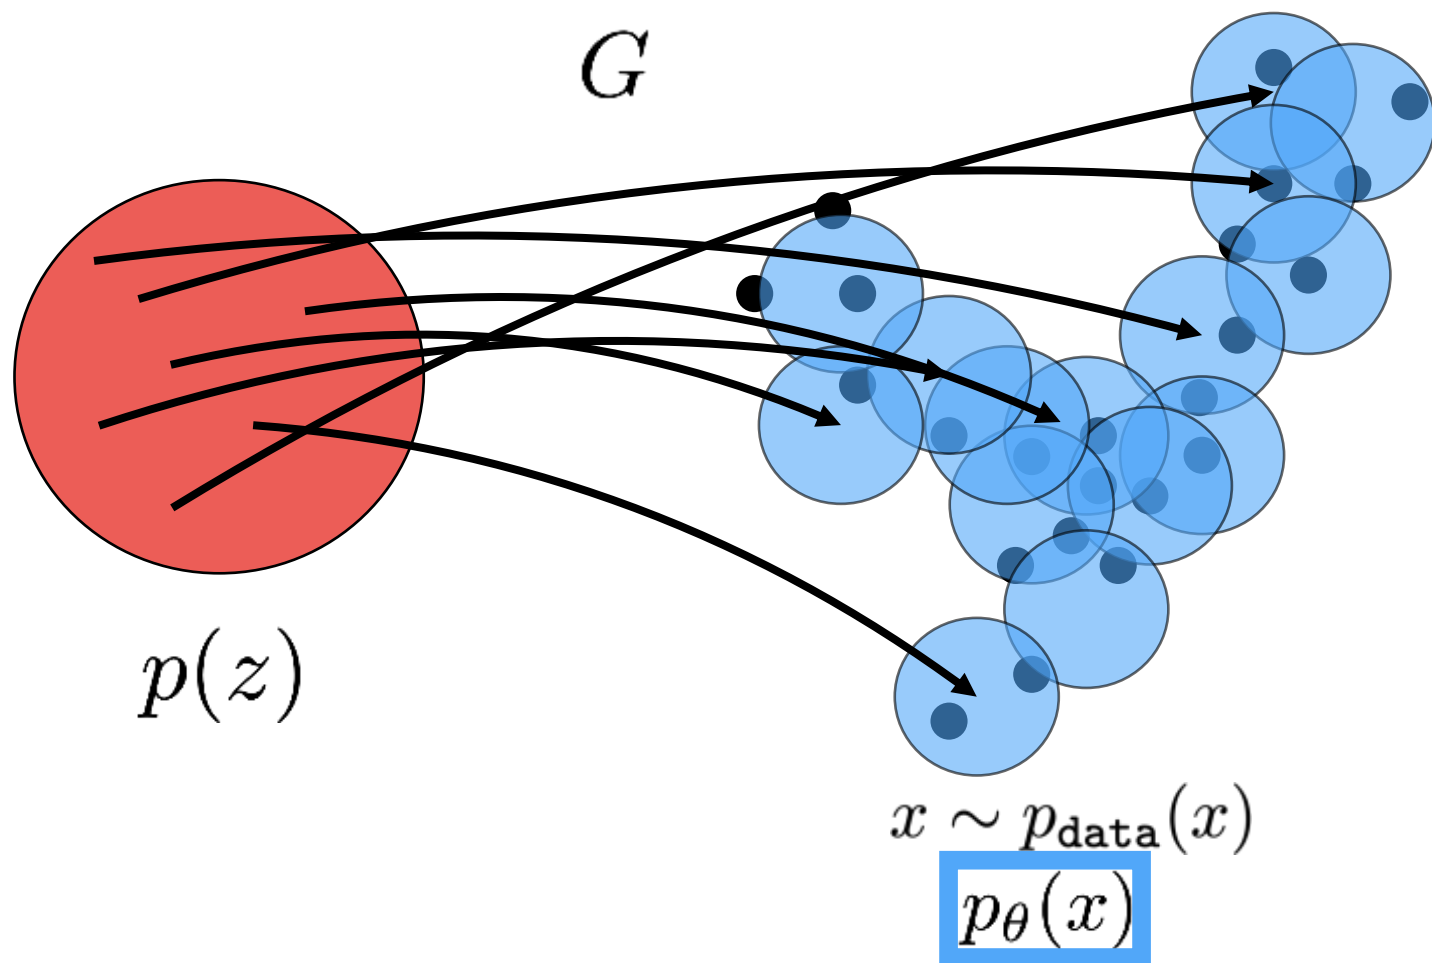 G
p(z)
x ∼ p_data(x)
p_θ(x)